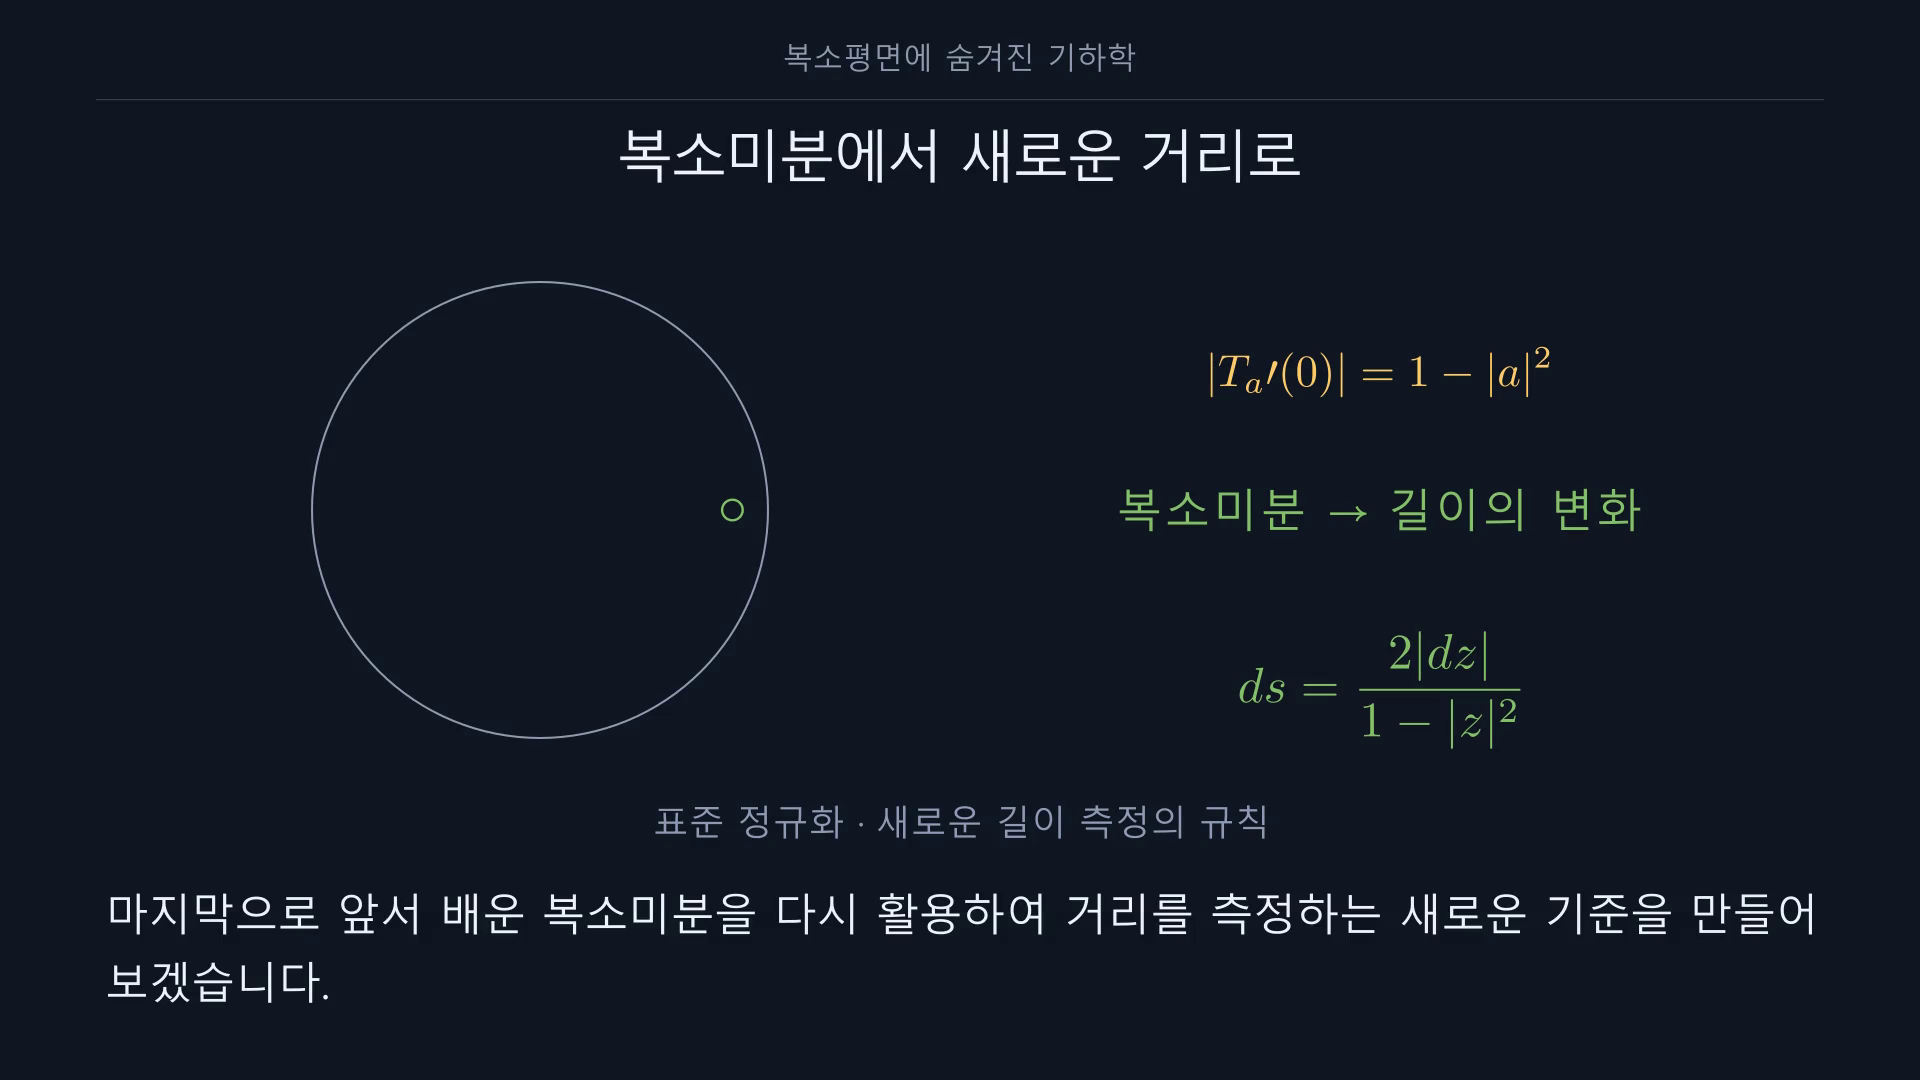 복소평면에 숨겨진 기하학
복소미분에서 새로운 거리로
|Tₐ′(0)| = 1 − |a|²
복소미분 → 길이의 변화
ds = 2|dz| / (1 − |z|²)
표준 정규화 · 새로운 길이 측정의 규칙
마지막으로 앞서 배운 복소미분을 다시 활용하여 거리를 측정하는 새로운 기준을 만들어
보겠습니다.